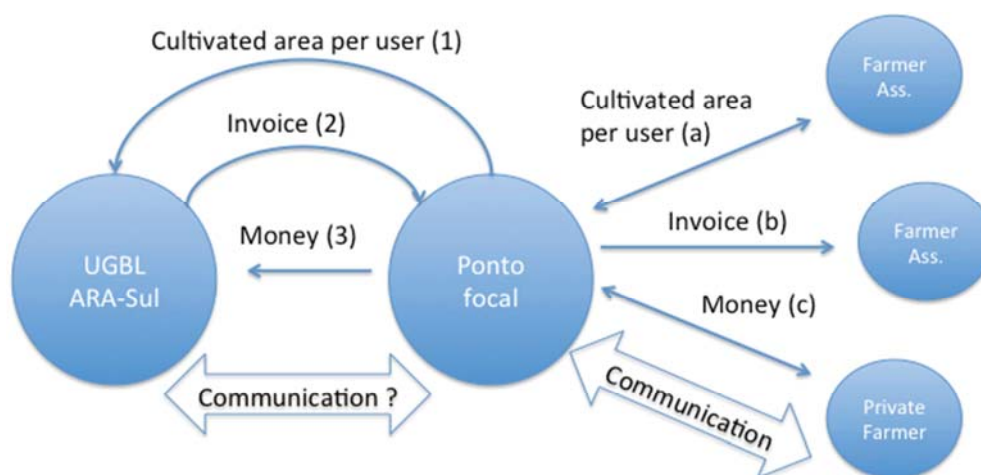 Cultivated area per user (1)
Invoice (2)
Money (3)
UGBL
ARA-Sul
Ponto
focal
Communication ?
Cultivated area
per user (a)
Invoice (b)
Money (c)
Communication
Farmer
Ass.
Farmer
Ass.
Private
Farmer